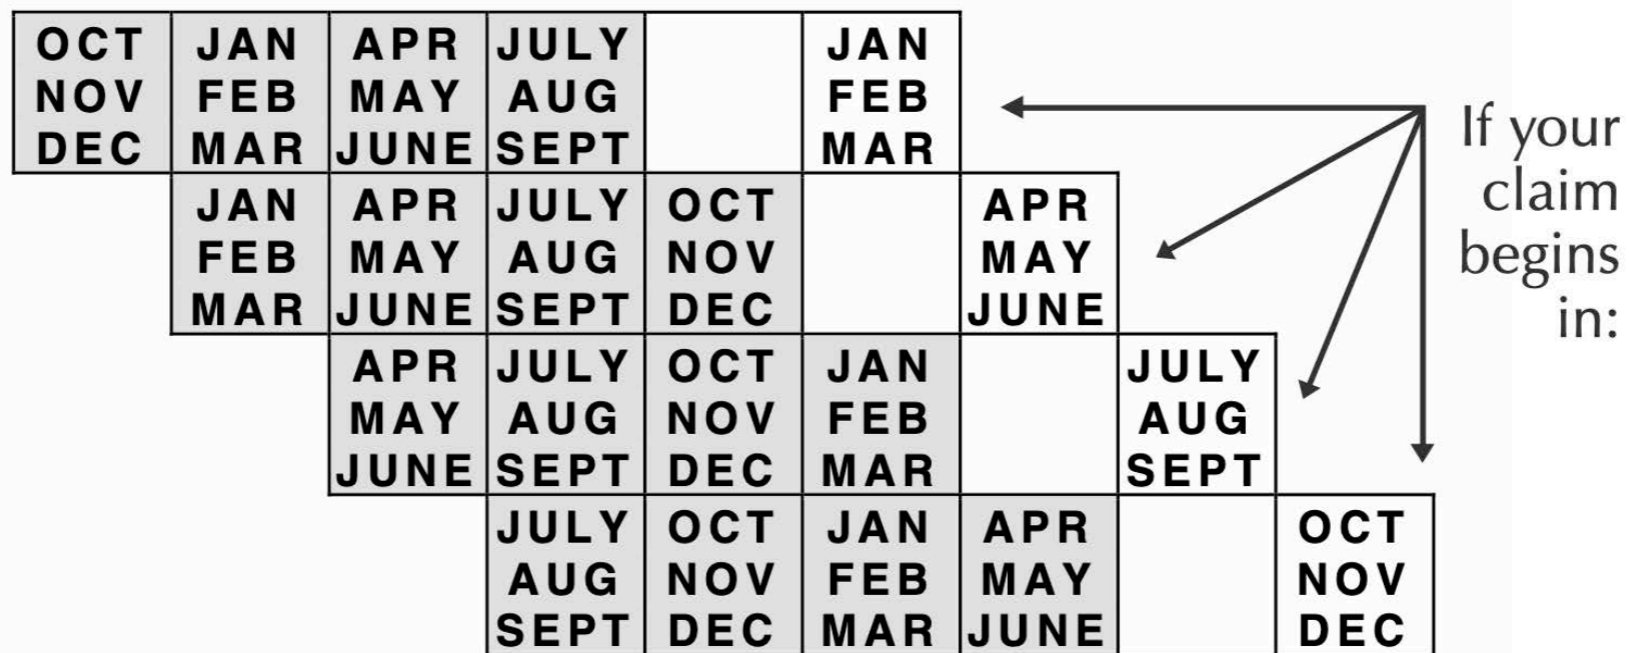 OCT JAN APR JULY JAN
NOV FEB MAY AUG FEB
DEC MAR JUNE SEPT MAR
JAN APR JULY OCT APR
FEB MAY AUG NOV MAY
MAR JUNE SEPT DEC JUNE
APR JULY OCT JAN JULY
MAY AUG NOV FEB AUG
JUNE SEPT DEC MAR SEPT
JULY OCT JAN APR OCT
AUG NOV FEB MAY NOV
SEPT DEC MAR JUNE DEC
If your
claim
begins
in: